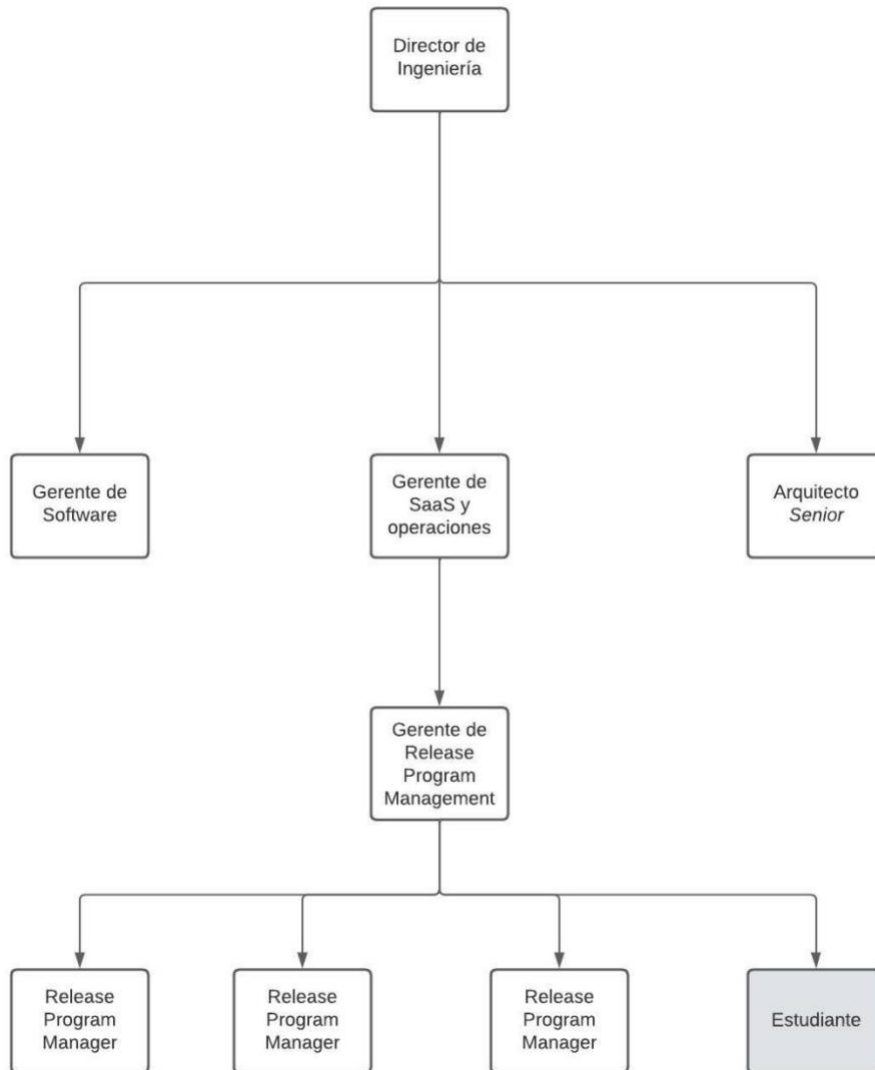 Director de
Ingeniería
Gerente de
Software
Gerente de
SaaS y
operaciones
Arquitecto
Senior
Gerente de
Release
Program
Management
Release
Program
Manager
Release
Program
Manager
Release
Program
Manager
Estudiante